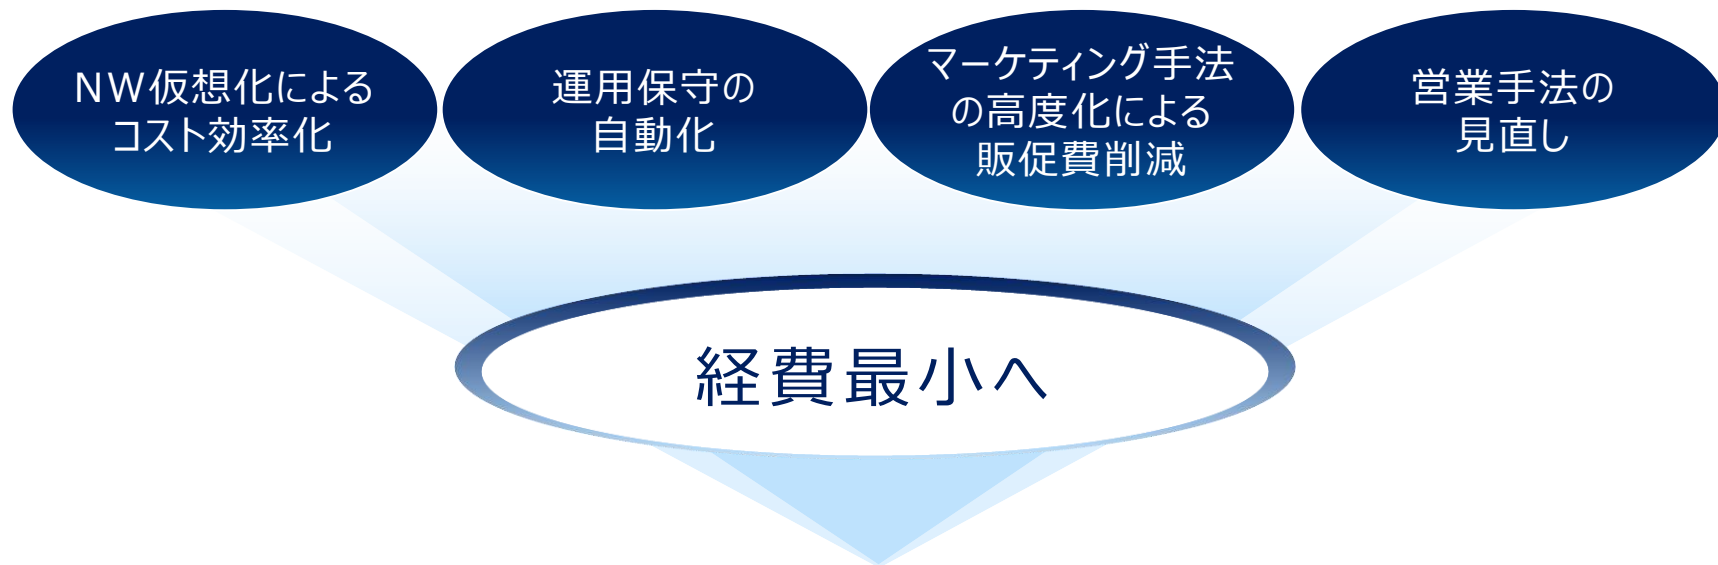 NW仮想化による
コスト効率化
運用保守の
自動化
マーケティング手法
の高度化による
販促費削減
営業手法の
見直し
経費最小へ